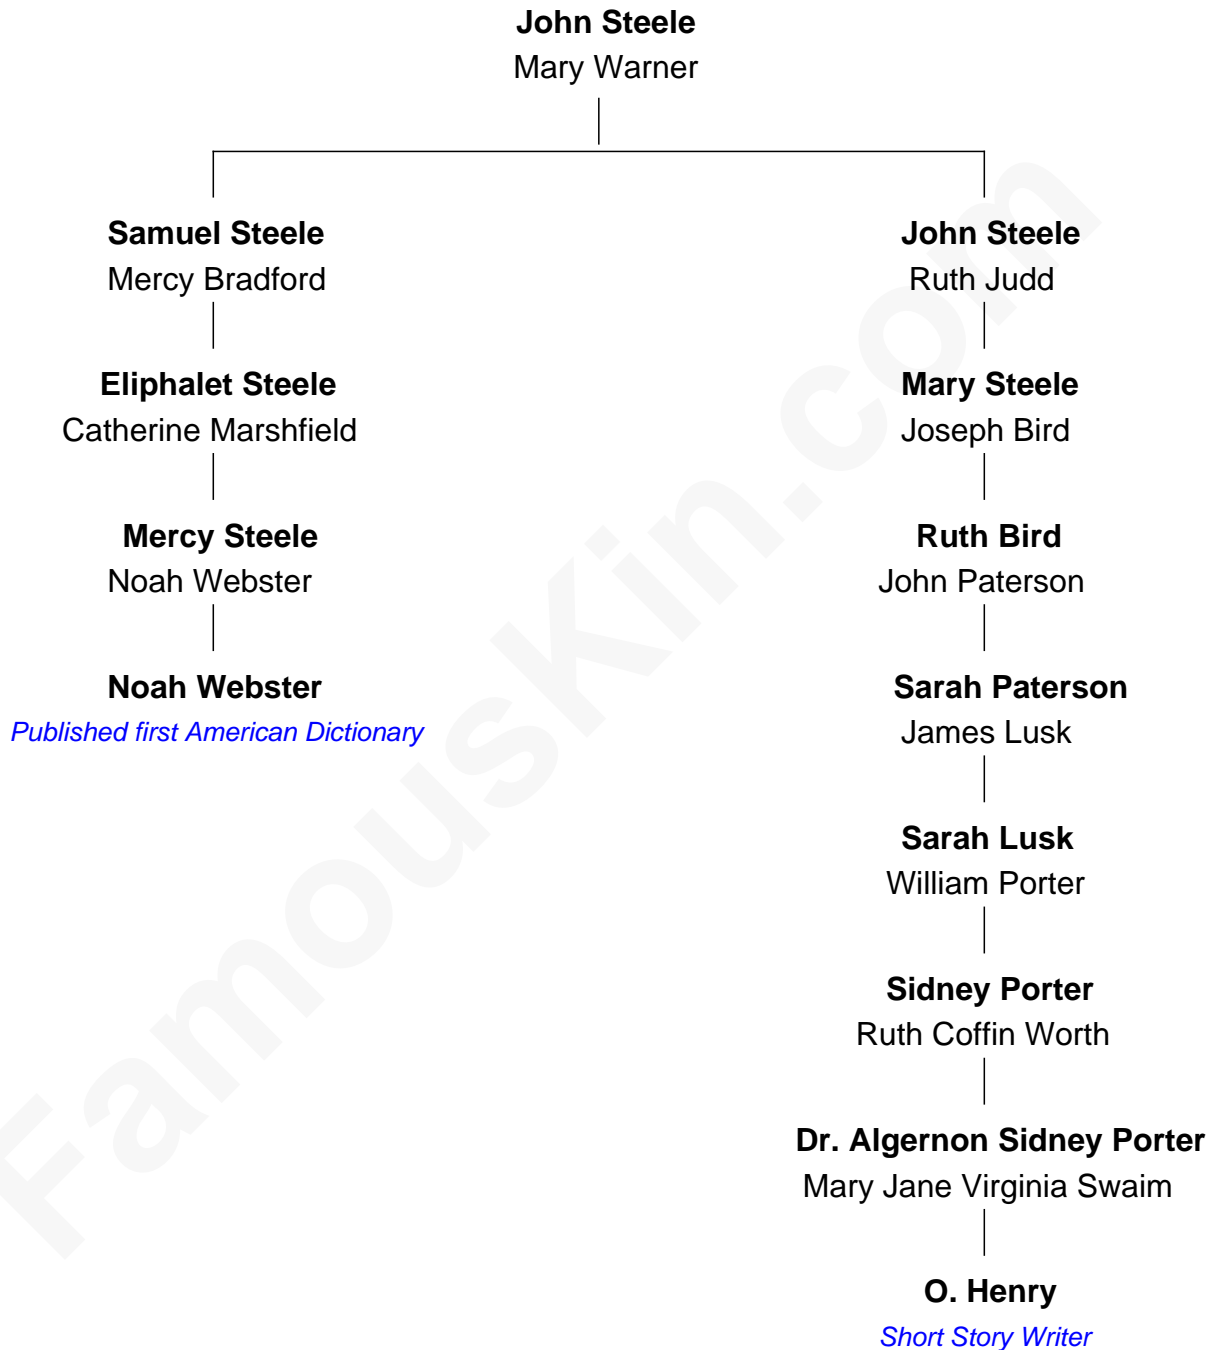 John Steele
Mary Warner
Samuel Steele
Mercy Bradford
Eliphalet Steele
Catherine Marshfield
Mercy Steele
Noah Webster
Noah Webster
Published first American Dictionary
John Steele
Ruth Judd
Mary Steele
Joseph Bird
Ruth Bird
John Paterson
Sarah Paterson
James Lusk
Sarah Lusk
William Porter
Sidney Porter
Ruth Coffin Worth
Dr. Algernon Sidney Porter
Mary Jane Virginia Swaim
O. Henry
Short Story Writer
FamousKin.com